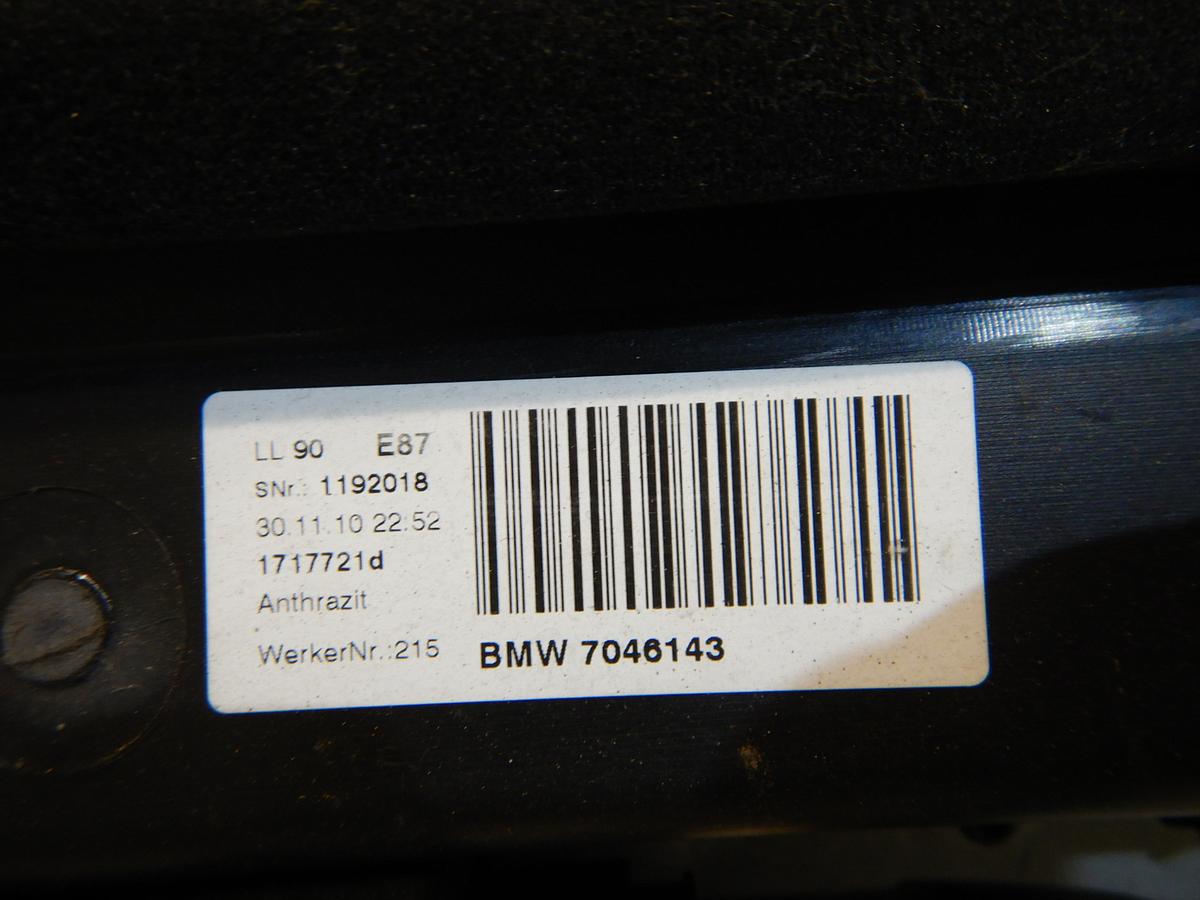 LL 90 E87
SNr.: 1192018
30.11.10 22:52
1717721d
Anthrazit
WerkerNr.:215
BMW 7046143